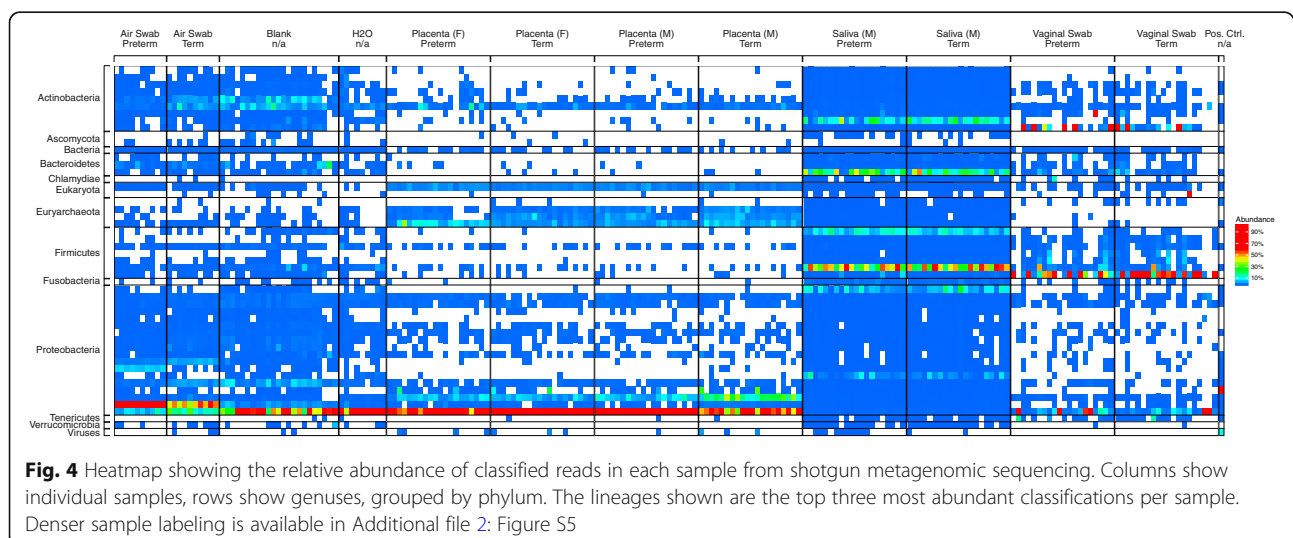 Air Swab Preterm
Air Swab Term
Blank n/a
H2O n/a
Placenta (F) Preterm
Placenta (F) Term
Placenta (M) Preterm
Placenta (M) Term
Saliva (M) Preterm
Saliva (M) Term
Vaginal Swab Preterm
Vaginal Swab Term
Pos. Ctrl. n/a
Actinobacteria
Ascomycota
Bacteria
Bacteroidetes
Chlamydiae
Eukaryota
Euryarchaeota
Firmicutes
Fusobacteria
Proteobacteria
Tenericutes
Verrucomicrobia
Viruses
Abundance
90%
70%
50%
30%
10%
Fig. 4 Heatmap showing the relative abundance of classified reads in each sample from shotgun metagenomic sequencing. Columns show
individual samples, rows show genuses, grouped by phylum. The lineages shown are the top three most abundant classifications per sample.
Denser sample labeling is available in Additional file 2: Figure S5